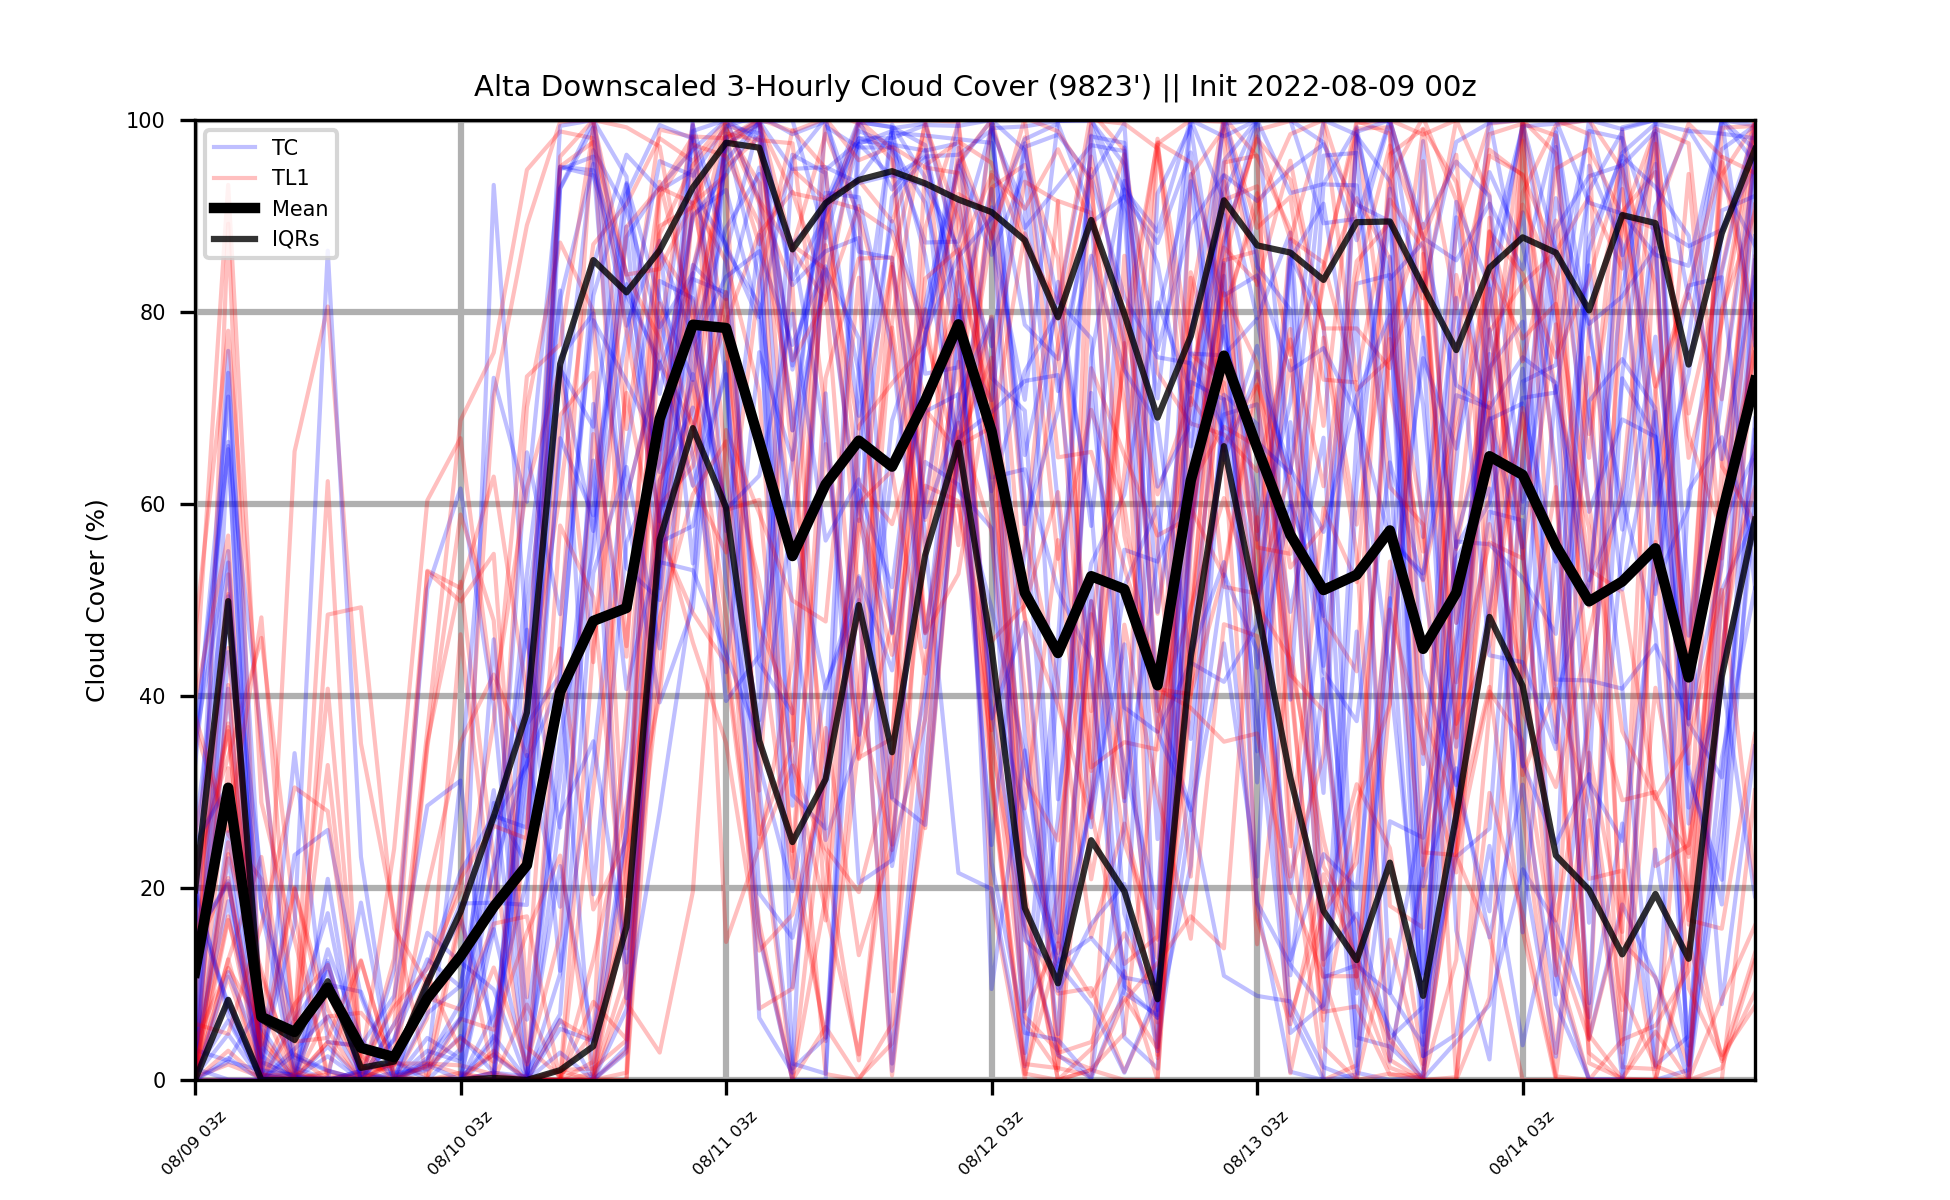 Alta Downscaled 3-Hourly Cloud Cover (9823') || Init 2022-08-09 00z
100
80
60
40
20
0
Cloud Cover (%)
TC
TL1
Mean
IQRs
08/09 03z
08/10 03z
08/11 03z
08/12 03z
08/13 03z
08/14 03z